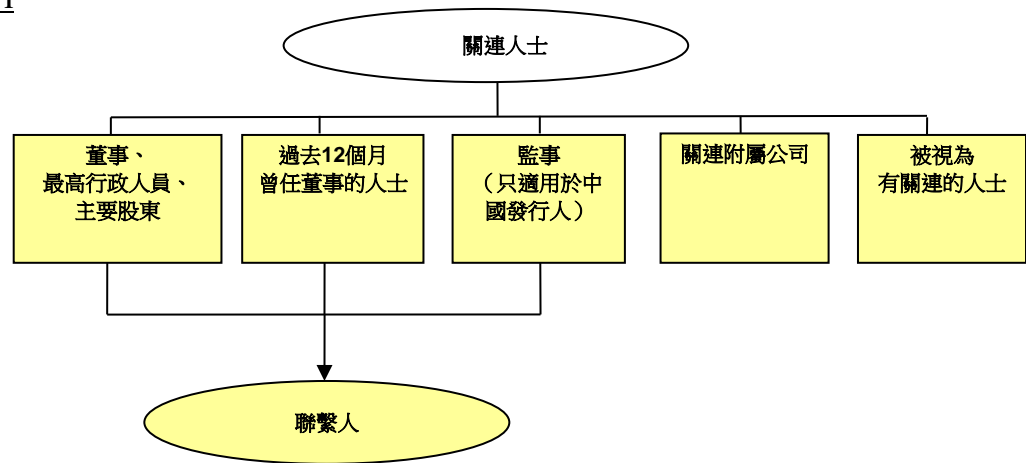 關連人士
董事、
最高行政人員、
主要股東
過去12個月
曾任董事的人士
監事
（只適用於中
國發行人）
關連附屬公司
被視為
有關連的人士
聯繫人